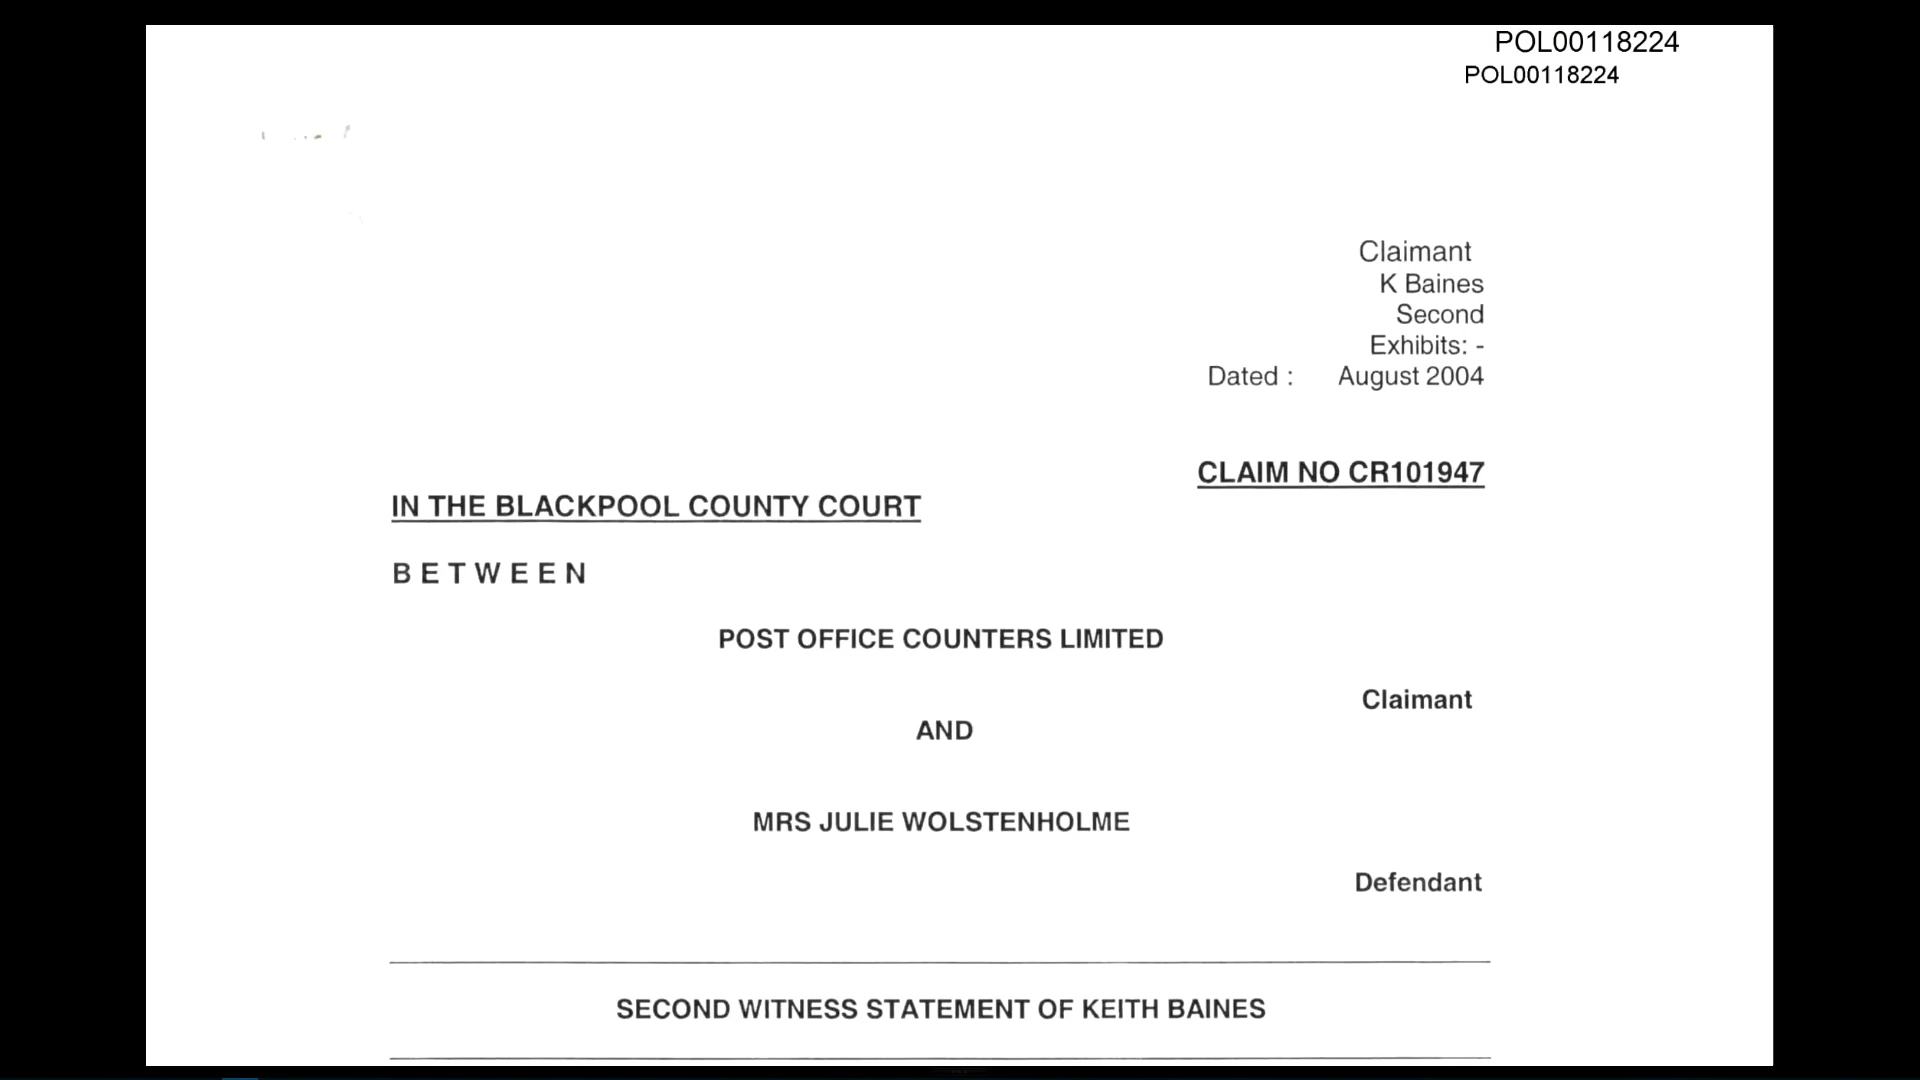 POL00118224
POL00118224
Claimant
K Baines
Second
Exhibits: -
Dated : August 2004
CLAIM NO CR101947
IN THE BLACKPOOL COUNTY COURT
B E T W E E N
POST OFFICE COUNTERS LIMITED
Claimant
AND
MRS JULIE WOLSTENHOLME
Defendant
SECOND WITNESS STATEMENT OF KEITH BAINES